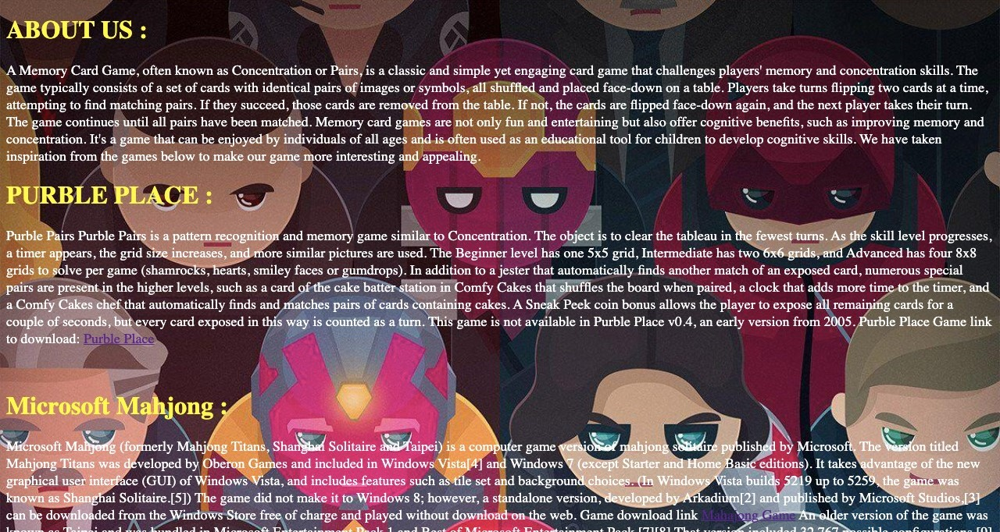 ABOUT US :
A Memory Card Game, often known as Concentration or Pairs, is a classic and simple yet engaging card game that challenges players' memory and concentration skills. The
game typically consists of a set of cards with identical pairs of images or symbols, all shuffled and placed face-down on a table. Players take turns flipping two cards at a time,
attempting to find matching pairs. If they succeed, those cards are removed from the table. If not, the cards are flipped face-down again, and the next player takes their turn.
The game continues until all pairs have been matched. Memory card games are not only fun and entertaining but also offer cognitive benefits, such as improving memory and
concentration. It's a game that can be enjoyed by individuals of all ages and is often used as an educational tool for children to develop cognitive skills. We have taken
inspiration from the games below to make our game more interesting and appealing.
PURBLE PLACE :
Purble Pairs Purble Pairs is a pattern recognition and memory game similar to Concentration. The object is to clear the tableau in the fewest turns. As the skill level progresses,
a timer appears, the grid size increases, and more similar pictures are used. The Beginner level has one 5x5 grid, Intermediate has two 6x6 grids, and Advanced has four 8x8
grids to solve per game (shamrocks, hearts, smiley faces or gumdrops). In addition to a jester that automatically finds another match of an exposed card, numerous special
pairs are present in the higher levels, such as a card of the cake batter station in Comfy Cakes that shuffles the board when paired, a clock that adds more time to the timer, and
a Comfy Cakes chef that automatically finds and matches pairs of cards containing cakes. A Sneak Peek coin bonus allows the player to expose all remaining cards for a
couple of seconds, but every card exposed in this way is counted as a turn. This game is not available in Purble Place v0.4, an early version from 2005. Purble Place Game link
to download: Purble Place
Microsoft Mahjong :
Microsoft Mahjong (formerly Mahjong Titans, Shanghai Solitaire and Taipei) is a computer game version of mahjong solitaire published by Microsoft. The version titled
Mahjong Titans was developed by Oberon Games and included in Windows Vista[4] and Windows 7 (except Starter and Home Basic editions). It takes advantage of the new
graphical user interface (GUI) of Windows Vista, and includes features such as tile set and background choices. (In Windows Vista builds 5219 up to 5259, the game was
known as Shanghai Solitaire.[5]) The game did not make it to Windows 8; however, a standalone version, developed by Arkadium[2] and published by Microsoft Studios,[3]
can be downloaded from the Windows Store free of charge and played without download on the web. Game download link Mahajong Game An older version of the game was
known as Taipei and was bundled in Microsoft Entertainment Pack 1 and Best of Microsoft Entertainment Pack.[7][8] That version included 32,767 possible configurations.[9]